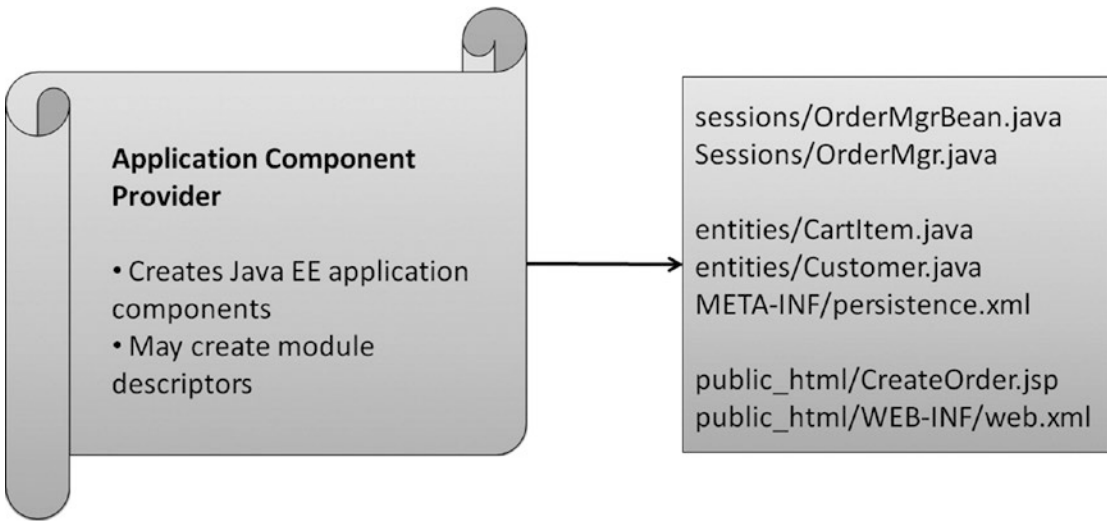 Application Component
Provider
• Creates Java EE application
components
• May create module
descriptors
sessions/OrderMgrBean.java
Sessions/OrderMgr.java
entities/CartItem.java
entities/Customer.java
META-INF/persistence.xml
public_html/CreateOrder.jsp
public_html/WEB-INF/web.xml